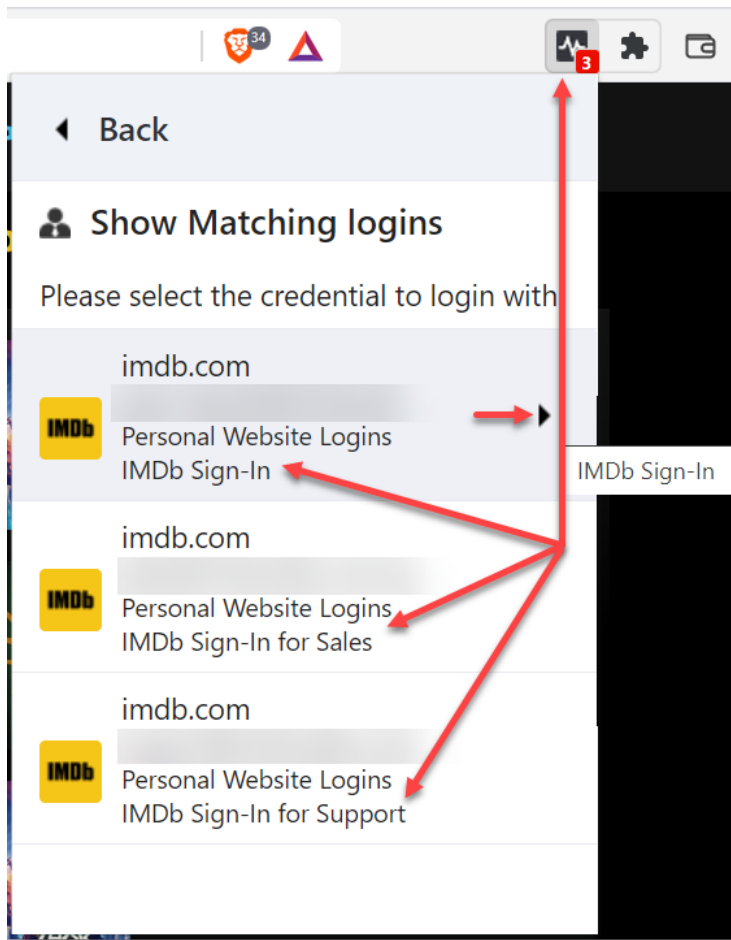 34
3
Back
Show Matching logins
Please select the credential to login with
imdb.com
IMDb
Personal Website Logins
IMDb Sign-In
IMDb Sign-In
imdb.com
IMDb
Personal Website Logins
IMDb Sign-In for Sales
imdb.com
IMDb
Personal Website Logins
IMDb Sign-In for Support